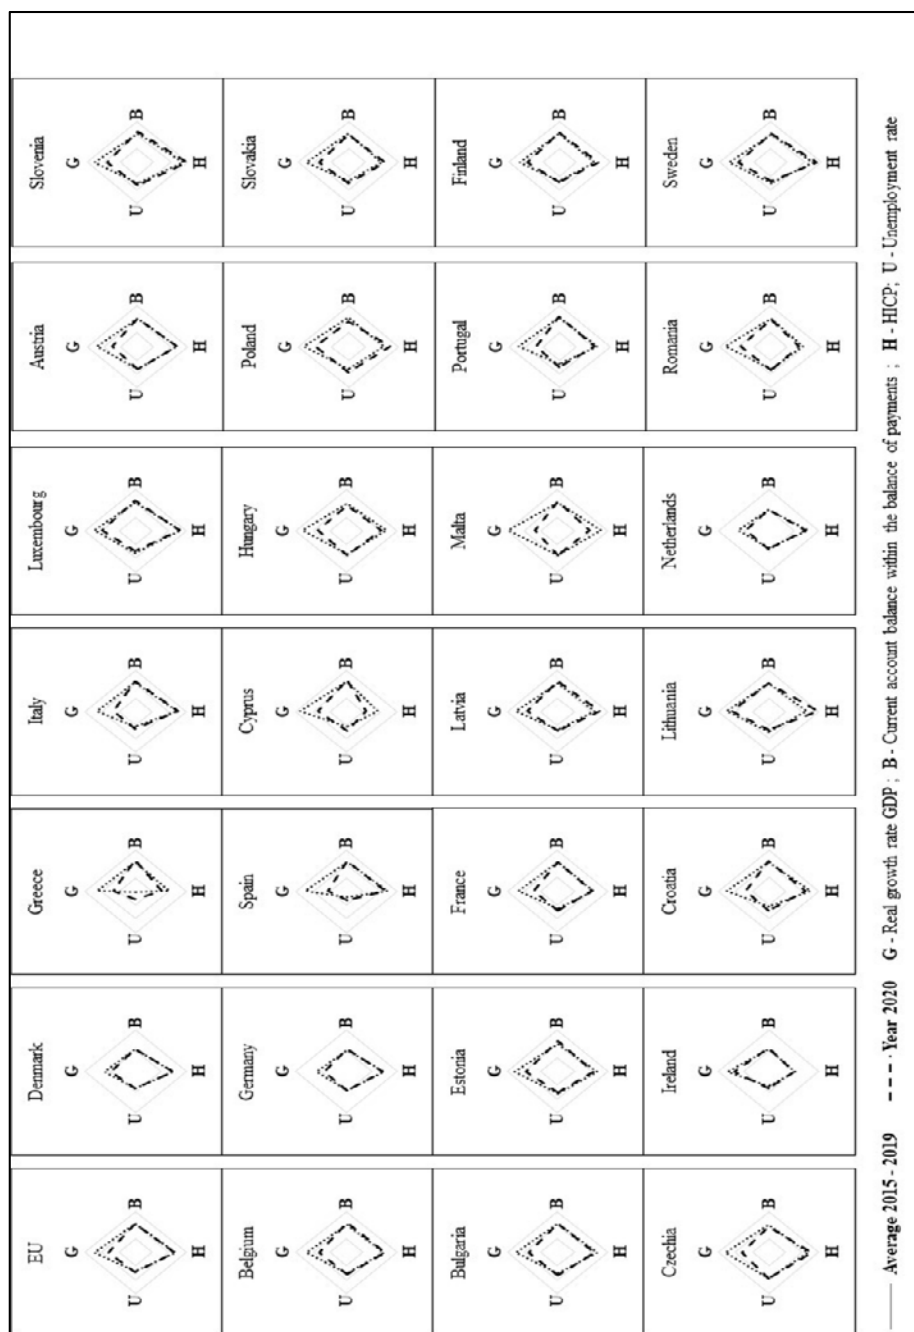 EU Denmark Greece Italy Luxembourg Austria Slovenia
G G G G G G G
U B U B U B U B U B U B U B
H H H H H H H
Belgium Germany Spain Cyprus Hungary Poland Slovakia
G G G G G G G
U B U B U B U B U B U B U B
H H H H H H H
Bulgaria Estonia France Latvia Malta Portugal Finland
G G G G G G G
U B U B U B U B U B U B U B
H H H H H H H
Czechia Ireland Croatia Lithuania Netherlands Romania Sweden
G G G G G G G
U B U B U B U B U B U B U B
H H H H H H H
Average 2015 - 2019 Year 2020 G - Real growth rate GDP ; B - Current account balance within the balance of payments ; H - HICP; U - Unemployment rate